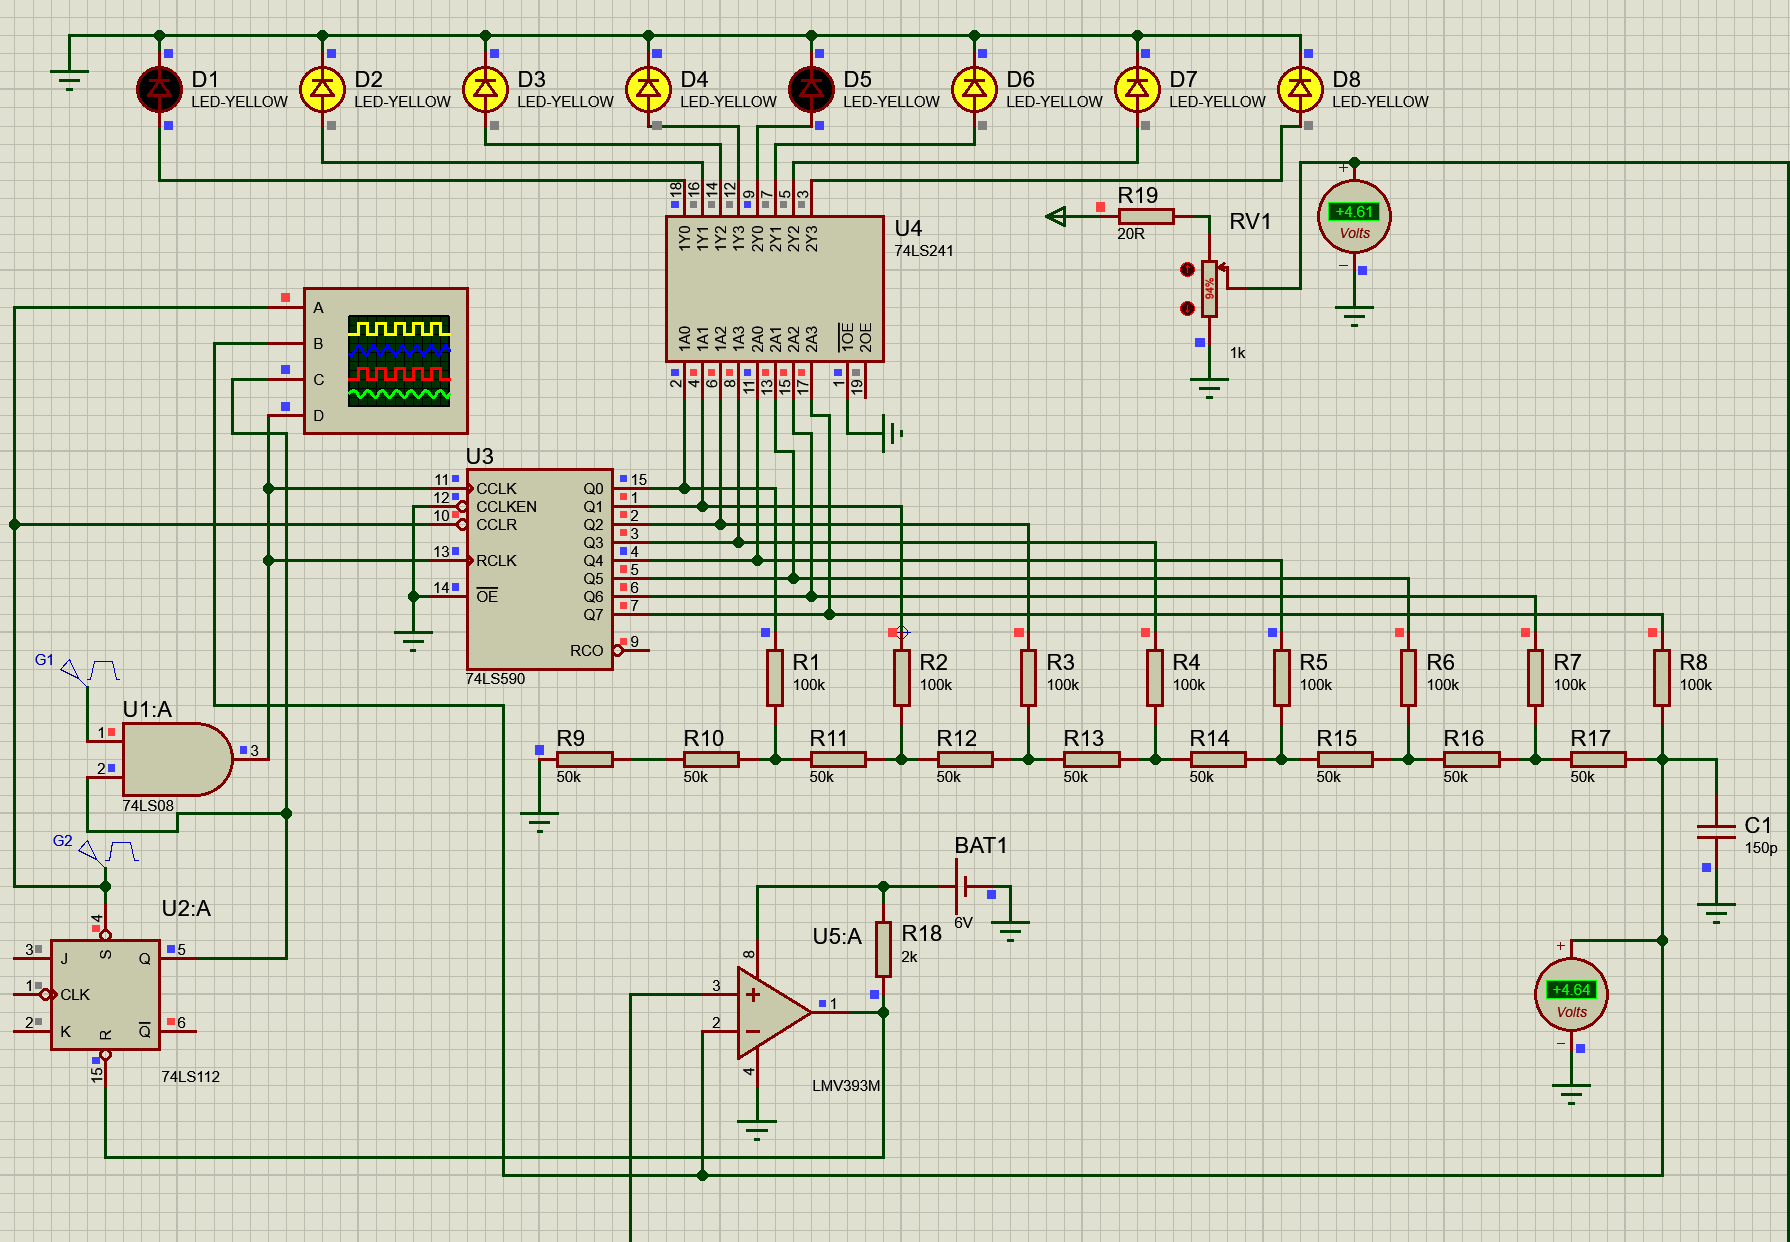 D1
LED-YELLOW
D2
LED-YELLOW
D3
LED-YELLOW
D4
LED-YELLOW
D5
LED-YELLOW
D6
LED-YELLOW
D7
LED-YELLOW
D8
LED-YELLOW
18 16 14 12 9 7 5 3
1Y0 1Y1 1Y2 1Y3 2Y0 2Y1 2Y2 2Y3
U4
74LS241
1A0 1A1 1A2 1A3 2A0 2A1 2A2 2A3 1OE 2OE
2 4 6 8 11 13 15 17 1 19
R19
20R
RV1
94%
1k
+
+4.61
Volts
−
A
B
C
D
U3
11 CCLK Q0 15
12 CCLKEN Q1 1
10 CCLR Q2 2
Q3 3
13 RCLK Q4 4
Q5 5
14 OE Q6 6
Q7 7
RCO 9
74LS590
R1
100k
R2
100k
R3
100k
R4
100k
R5
100k
R6
100k
R7
100k
R8
100k
G1
U1:A
1
2
3
74LS08
R9
50k
R10
50k
R11
50k
R12
50k
R13
50k
R14
50k
R15
50k
R16
50k
R17
50k
C1
150p
G2
U2:A
4
3 J S Q 5
1 CLK
2 K R Q 6
15
74LS112
BAT1
6V
R18
2k
U5:A
8
3 +
1
2 −
4
LMV393M
+
+4.64
Volts
−